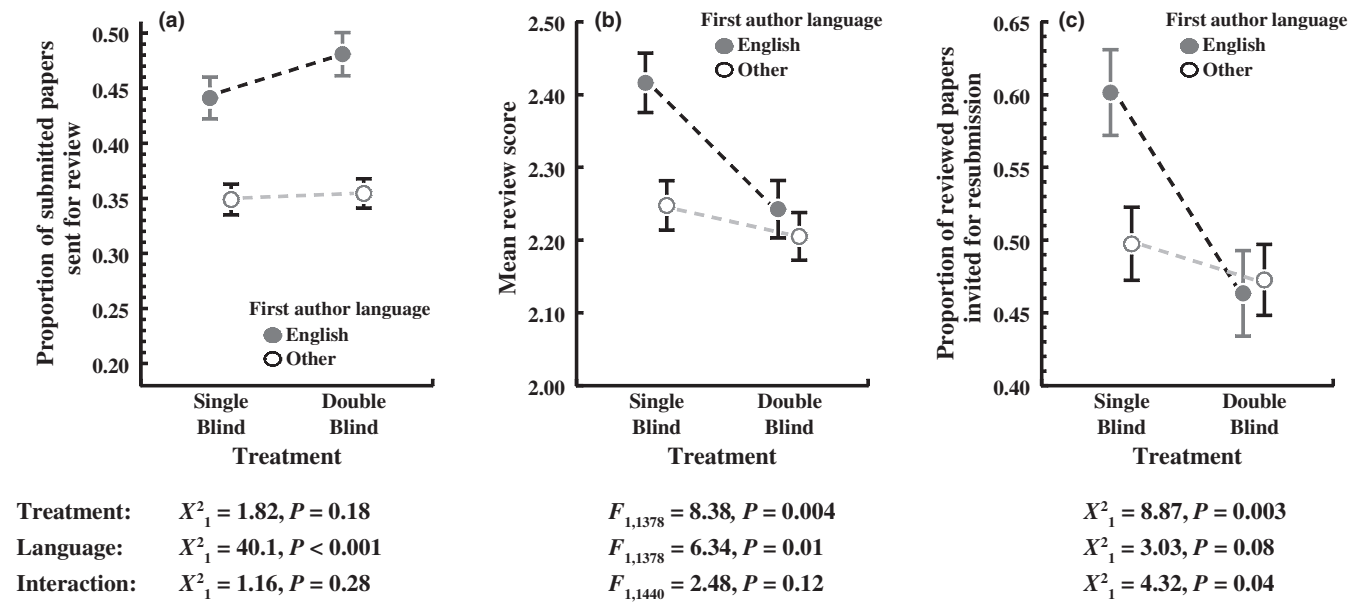 (a)
Proportion of submitted papers
sent for review
0.50
0.45
0.40
0.35
0.30
0.25
0.20
First author language
English
Other
Single
Blind
Double
Blind
Treatment
(b)
Mean review score
2.50
2.40
2.30
2.20
2.10
2.00
First author language
English
Other
Single
Blind
Double
Blind
Treatment
(c)
Proportion of reviewed papers
invited for resubmission
0.65
0.60
0.55
0.50
0.45
0.40
First author language
English
Other
Single
Blind
Double
Blind
Treatment
Treatment: X²₁ = 1.82, P = 0.18 F₁,₁₃₇₈ = 8.38, P = 0.004 X²₁ = 8.87, P = 0.003
Language: X²₁ = 40.1, P < 0.001 F₁,₁₃₇₈ = 6.34, P = 0.01 X²₁ = 3.03, P = 0.08
Interaction: X²₁ = 1.16, P = 0.28 F₁,₁₄₄₀ = 2.48, P = 0.12 X²₁ = 4.32, P = 0.04